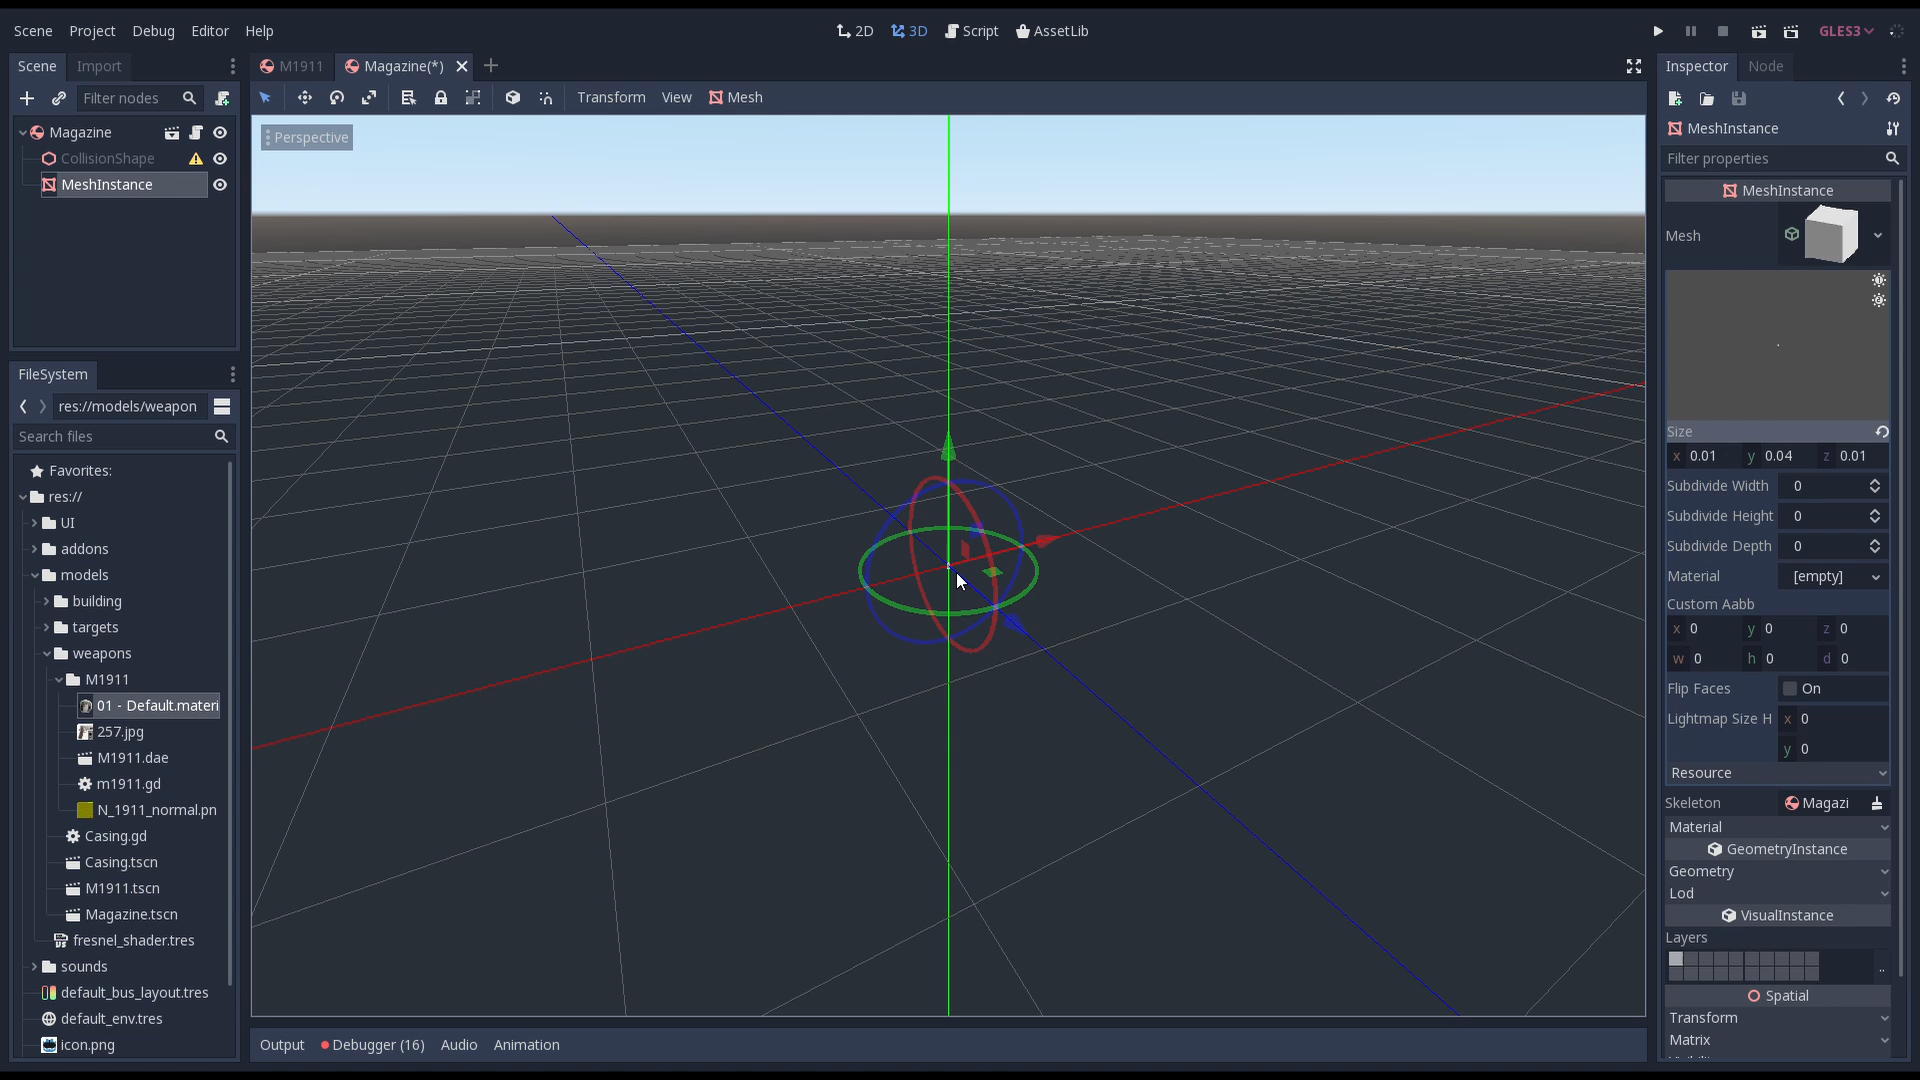 Scene Project Debug Editor Help
2D 3D Script AssetLib
GLES3
Scene Import
Filter nodes
Magazine
CollisionShape
MeshInstance
FileSystem
res://models/weapon
Search files
Favorites:
res://
UI
addons
models
building
targets
weapons
M1911
01 - Default.materi
257.jpg
M1911.dae
m1911.gd
N_1911_normal.pn
Casing.gd
Casing.tscn
M1911.tscn
Magazine.tscn
fresnel_shader.tres
sounds
default_bus_layout.tres
default_env.tres
icon.png
M1911 Magazine(*)
Transform View Mesh
Perspective
Output Debugger (16) Audio Animation
Inspector Node
MeshInstance
Filter properties
MeshInstance
Mesh
Size
x 0.01 y 0.04 z 0.01
Subdivide Width 0
Subdivide Height 0
Subdivide Depth 0
Material [empty]
Custom Aabb
x 0 y 0 z 0
w 0 h 0 d 0
Flip Faces On
Lightmap Size H x 0
y 0
Resource
Skeleton Magazi
Material
GeometryInstance
Geometry
Lod
VisualInstance
Layers
..
Spatial
Transform
Matrix